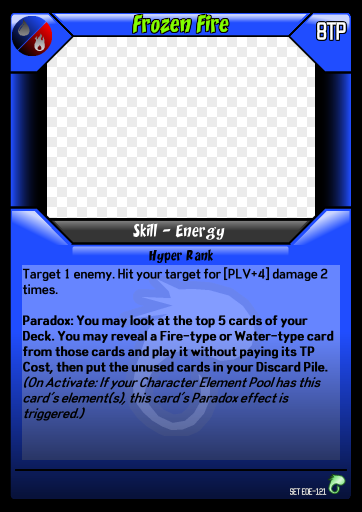 Frozen Fire
8TP
Skill - Energy
Hyper Rank
Target 1 enemy. Hit your target for [PLV+4] damage 2
times.
Paradox: You may look at the top 5 cards of your
Deck. You may reveal a Fire-type or Water-type card
from those cards and play it without paying its TP
Cost, then put the unused cards in your Discard Pile.
(On Activate: If your Character Element Pool has this
card's element(s), this card's Paradox effect is
triggered.)
SET EOE-121